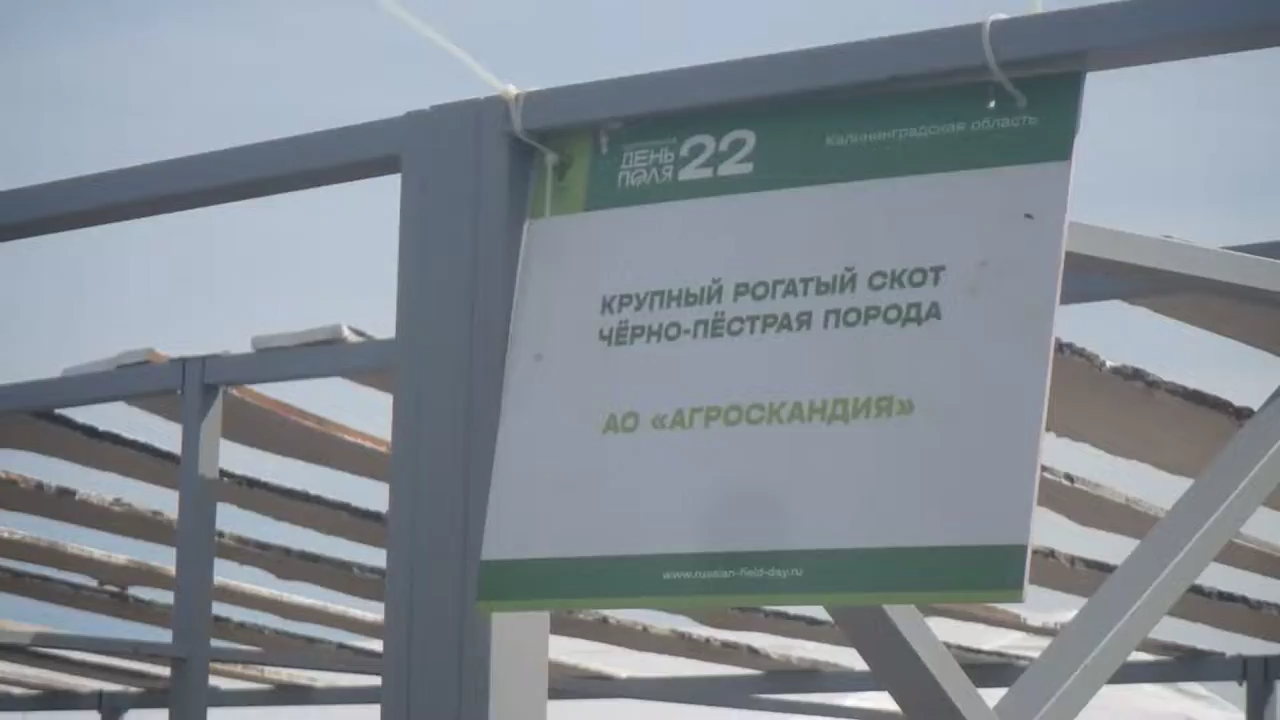 ДЕНЬ
ПОЛЯ 22
Калининградская область
КРУПНЫЙ РОГАТЫЙ СКОТ
ЧЁРНО-ПЁСТРАЯ ПОРОДА
АО «АГРОСКАНДИЯ»
www.russian-field-day.ru